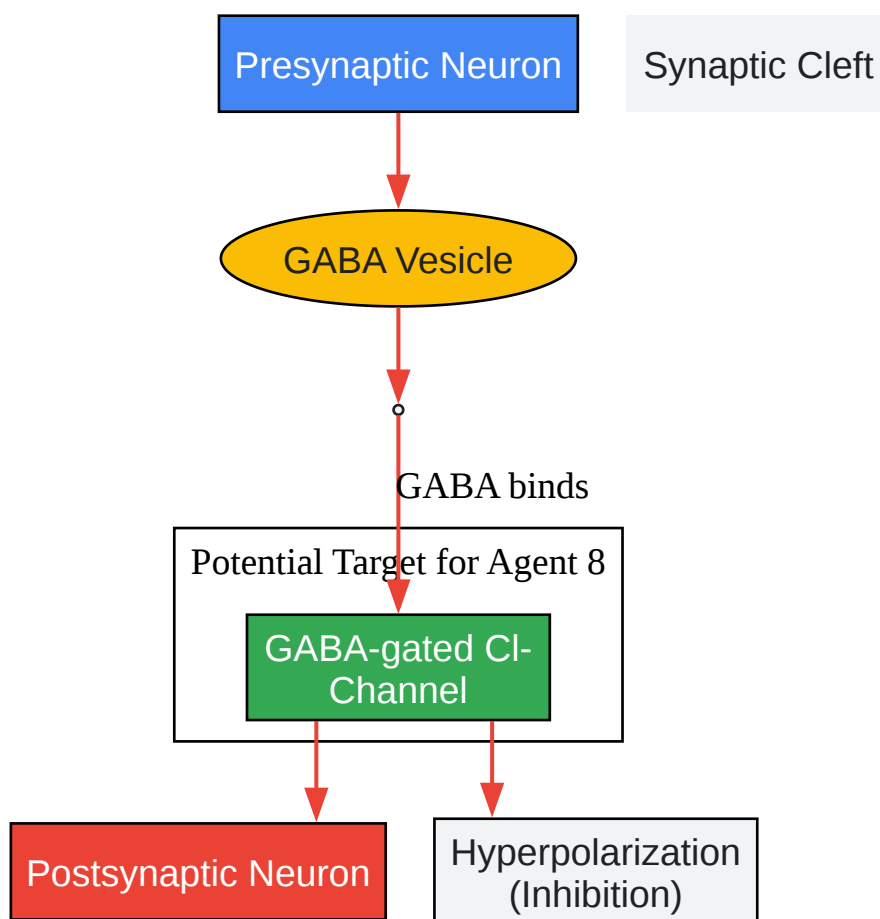 Presynaptic Neuron
Synaptic Cleft
GABA Vesicle
GABA binds
Potential Target for Agent 8
GABA-gated Cl-
Channel
Postsynaptic Neuron
Hyperpolarization
(Inhibition)